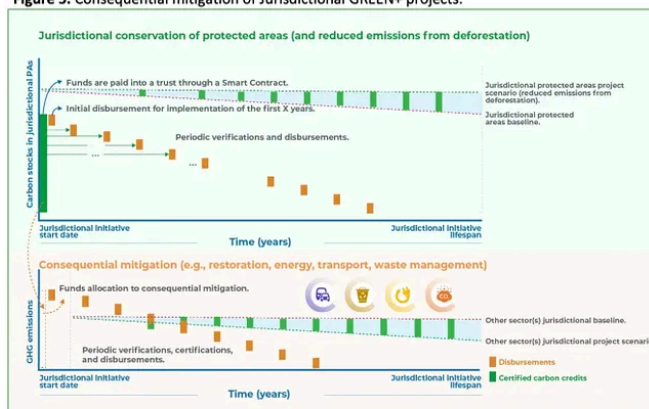 Figure 3. Consequential mitigation of Jurisdictional GREEN+ projects.
Jurisdictional conservation of protected areas (and reduced emissions from deforestation)
Carbon stocks in jurisdictional PAs
Funds are paid into a trust through a Smart Contract.
Initial disbursement for implementation of the first X years.
Periodic verifications and disbursements.
...
...
Jurisdictional protected areas project
scenario (reduced emissions from
deforestation).
Jurisdictional protected
areas baseline.
Jurisdictional initiative
start date
Time (years)
Jurisdictional initiative
lifespan
Consequential mitigation (e.g., restoration, energy, transport, waste management)
GHG emissions
Funds allocation to consequential mitigation.
Periodic verifications, certifications,
and disbursements.
Other sector(s) jurisdictional baseline.
Other sector(s) jurisdictional project scenario
Disbursements
Certified carbon credits
Jurisdictional initiative
start date
Time (years)
Jurisdictional initiative
lifespan